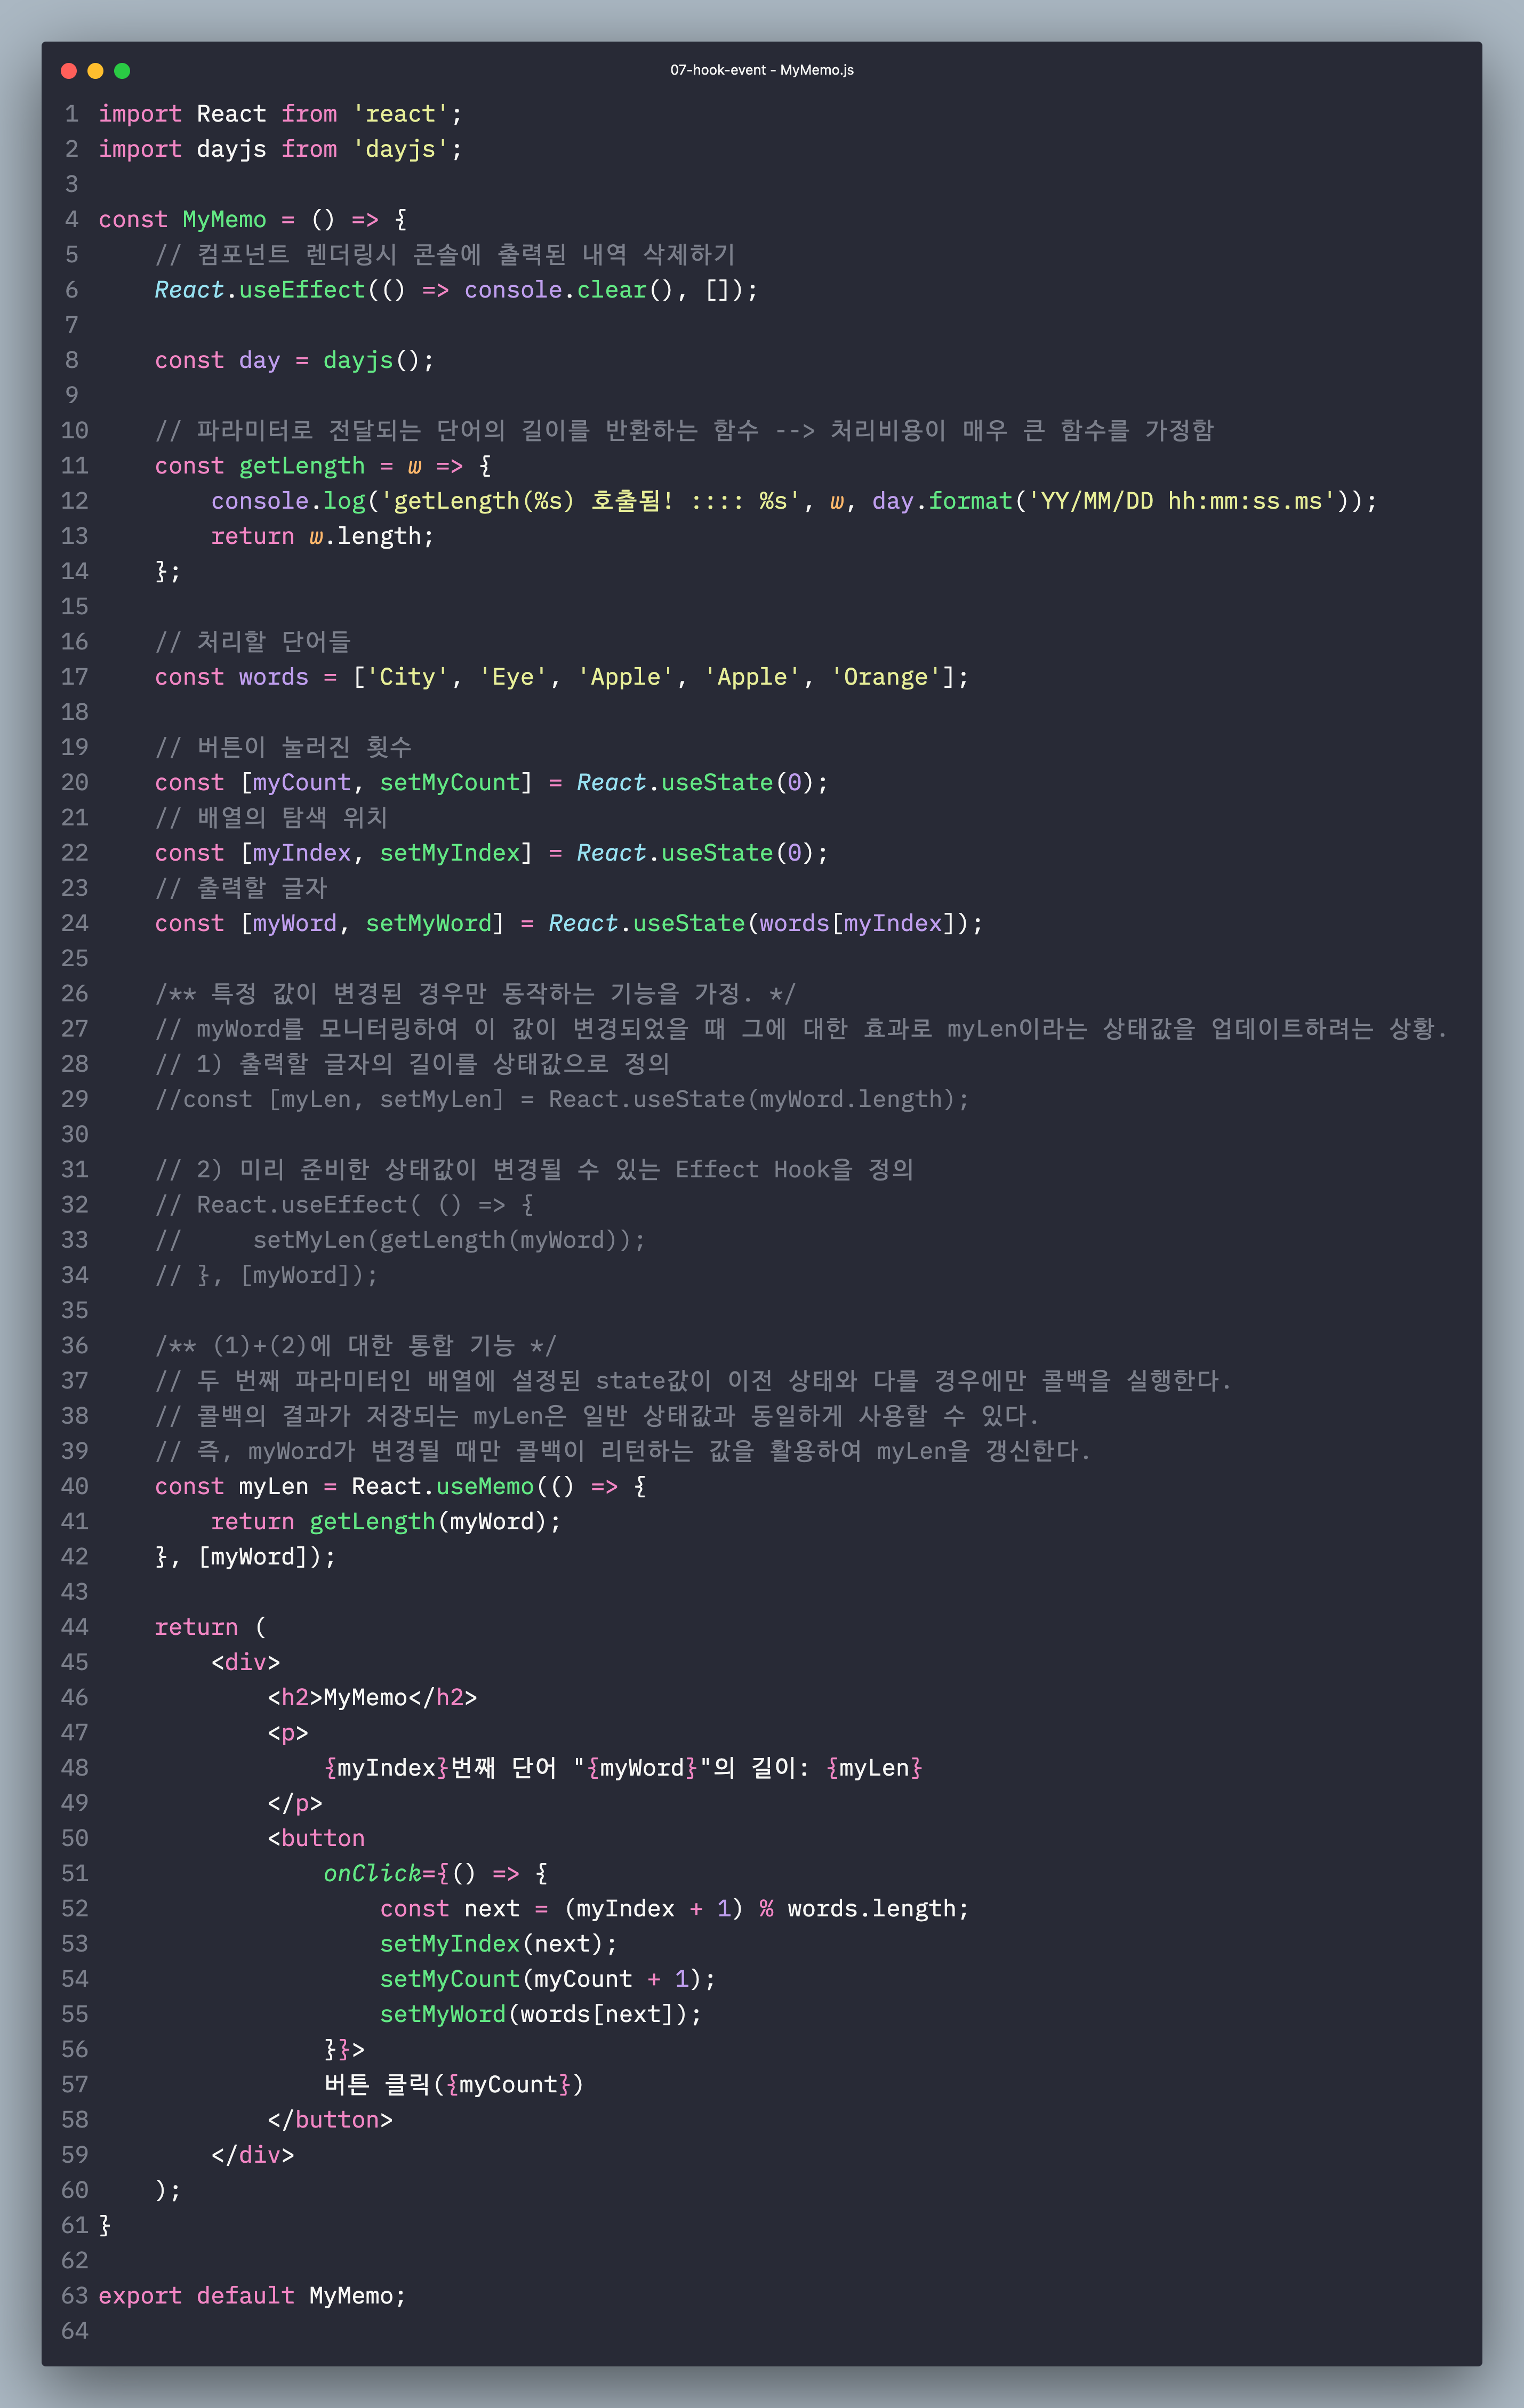 07-hook-event - MyMemo.js
1 import React from 'react';
2 import dayjs from 'dayjs';
3
4 const MyMemo = () => {
5     // 컴포넌트 렌더링시 콘솔에 출력된 내역 삭제하기
6     React.useEffect(() => console.clear(), []);
7
8     const day = dayjs();
9
10     // 파라미터로 전달되는 단어의 길이를 반환하는 함수 --> 처리비용이 매우 큰 함수를 가정함
11     const getLength = w => {
12         console.log('getLength(%s) 호출됨! :::: %s', w, day.format('YY/MM/DD hh:mm:ss.ms'));
13         return w.length;
14     };
15
16     // 처리할 단어들
17     const words = ['City', 'Eye', 'Apple', 'Apple', 'Orange'];
18
19     // 버튼이 눌러진 횟수
20     const [myCount, setMyCount] = React.useState(0);
21     // 배열의 탐색 위치
22     const [myIndex, setMyIndex] = React.useState(0);
23     // 출력할 글자
24     const [myWord, setMyWord] = React.useState(words[myIndex]);
25
26     /** 특정 값이 변경된 경우만 동작하는 기능을 가정. */
27     // myWord를 모니터링하여 이 값이 변경되었을 때 그에 대한 효과로 myLen이라는 상태값을 업데이트하려는 상황.
28     // 1) 출력할 글자의 길이를 상태값으로 정의
29     //const [myLen, setMyLen] = React.useState(myWord.length);
30
31     // 2) 미리 준비한 상태값이 변경될 수 있는 Effect Hook을 정의
32     // React.useEffect( () => {
33     //     setMyLen(getLength(myWord));
34     // }, [myWord]);
35
36     /** (1)+(2)에 대한 통합 기능 */
37     // 두 번째 파라미터인 배열에 설정된 state값이 이전 상태와 다를 경우에만 콜백을 실행한다.
38     // 콜백의 결과가 저장되는 myLen은 일반 상태값과 동일하게 사용할 수 있다.
39     // 즉, myWord가 변경될 때만 콜백이 리턴하는 값을 활용하여 myLen을 갱신한다.
40     const myLen = React.useMemo(() => {
41         return getLength(myWord);
42     }, [myWord]);
43
44     return (
45         <div>
46             <h2>MyMemo</h2>
47             <p>
48                 {myIndex}번째 단어 "{myWord}"의 길이: {myLen}
49             </p>
50             <button
51                 onClick={() => {
52                     const next = (myIndex + 1) % words.length;
53                     setMyIndex(next);
54                     setMyCount(myCount + 1);
55                     setMyWord(words[next]);
56                 }}>
57                 버튼 클릭({myCount})
58             </button>
59         </div>
60     );
61 }
62
63 export default MyMemo;
64